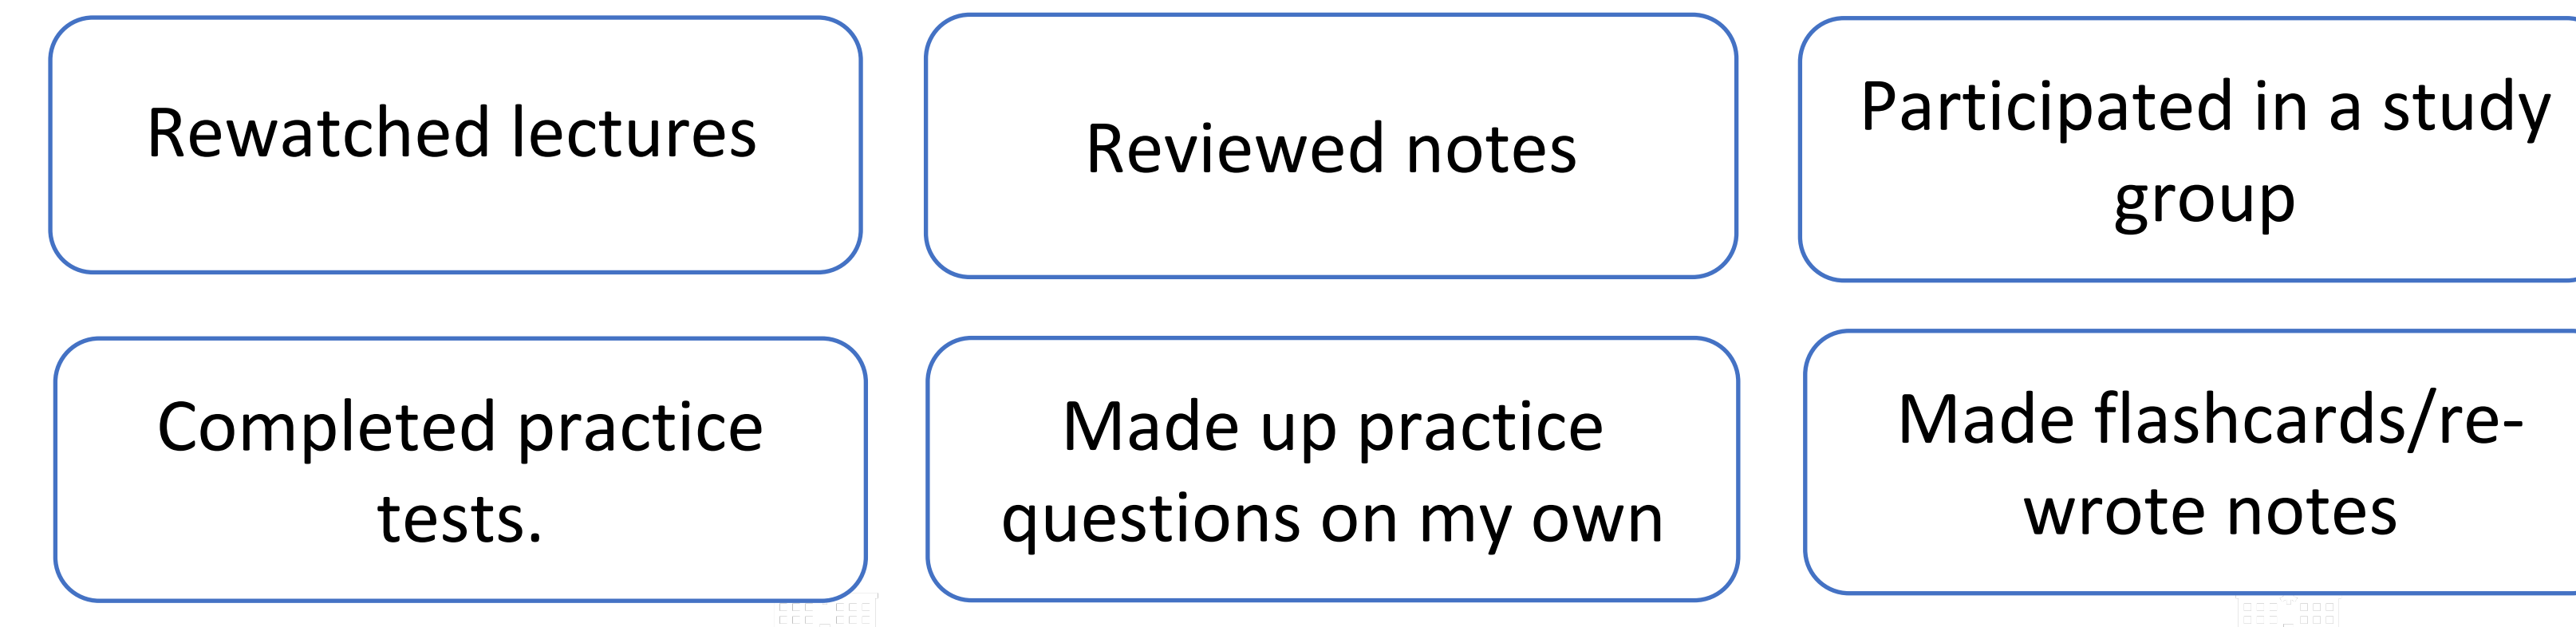 Rewatched lectures
Reviewed notes
Participated in a study
group
Completed practice
tests.
Made up practice
questions on my own
Made flashcards/re-
wrote notes